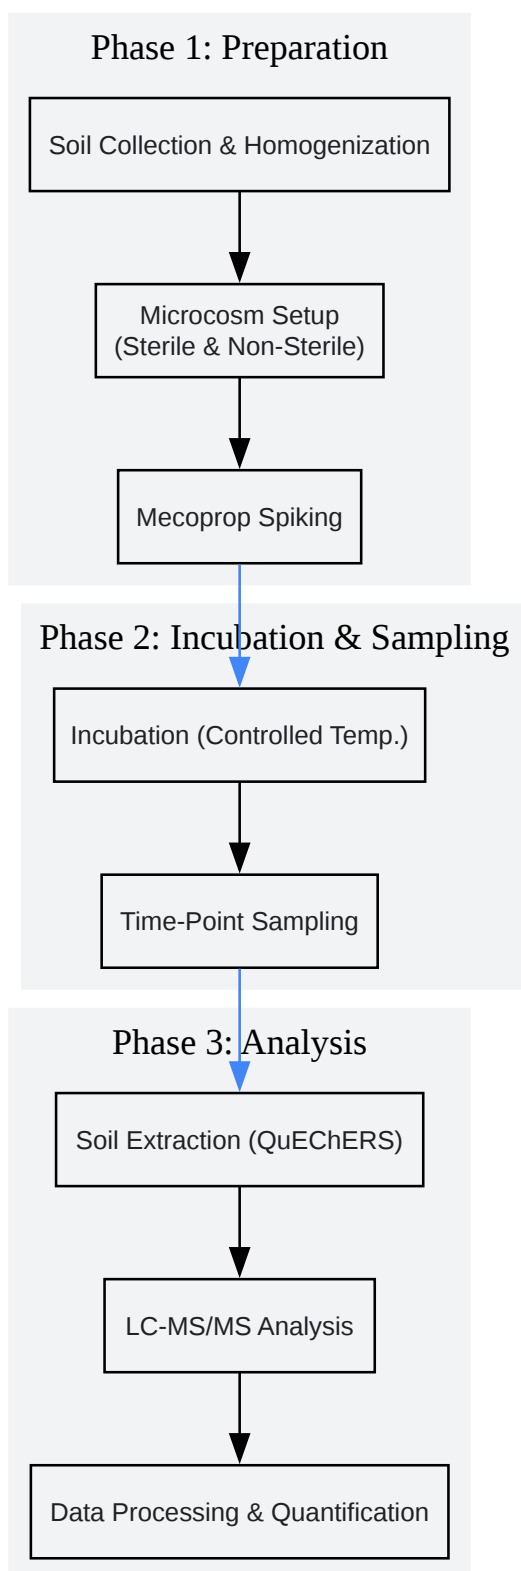 Phase 1: Preparation
Soil Collection & Homogenization
Microcosm Setup
(Sterile & Non-Sterile)
Mecoprop Spiking
Phase 2: Incubation & Sampling
Incubation (Controlled Temp.)
Time-Point Sampling
Phase 3: Analysis
Soil Extraction (QuEChERS)
LC-MS/MS Analysis
Data Processing & Quantification